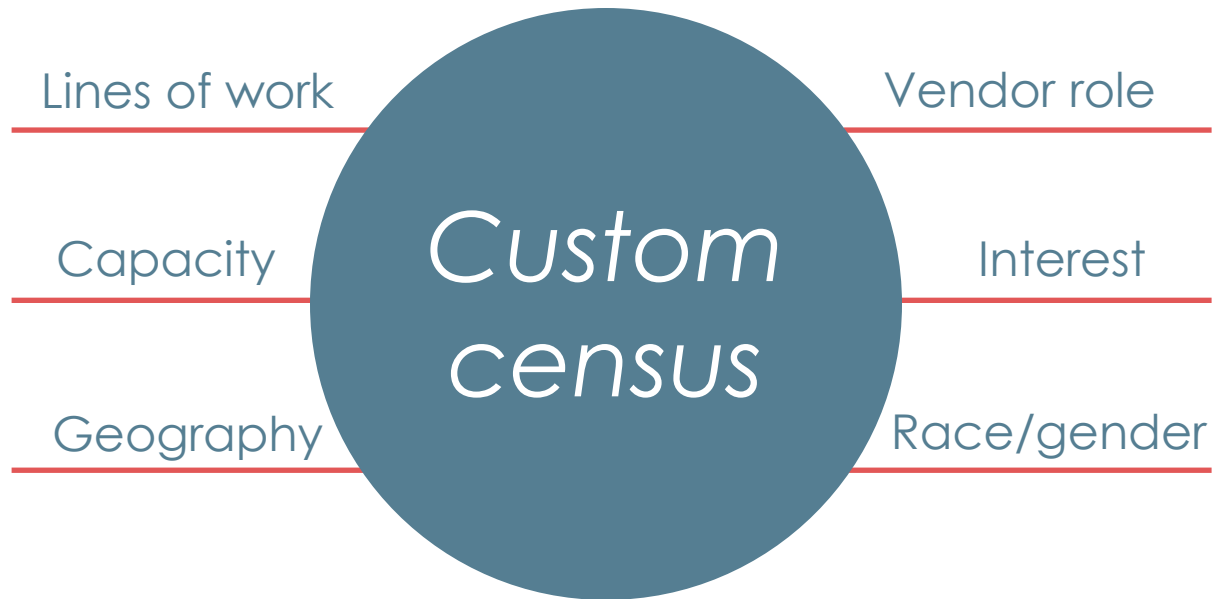 Lines of work
Capacity
Geography
Custom
census
Vendor role
Interest
Race/gender